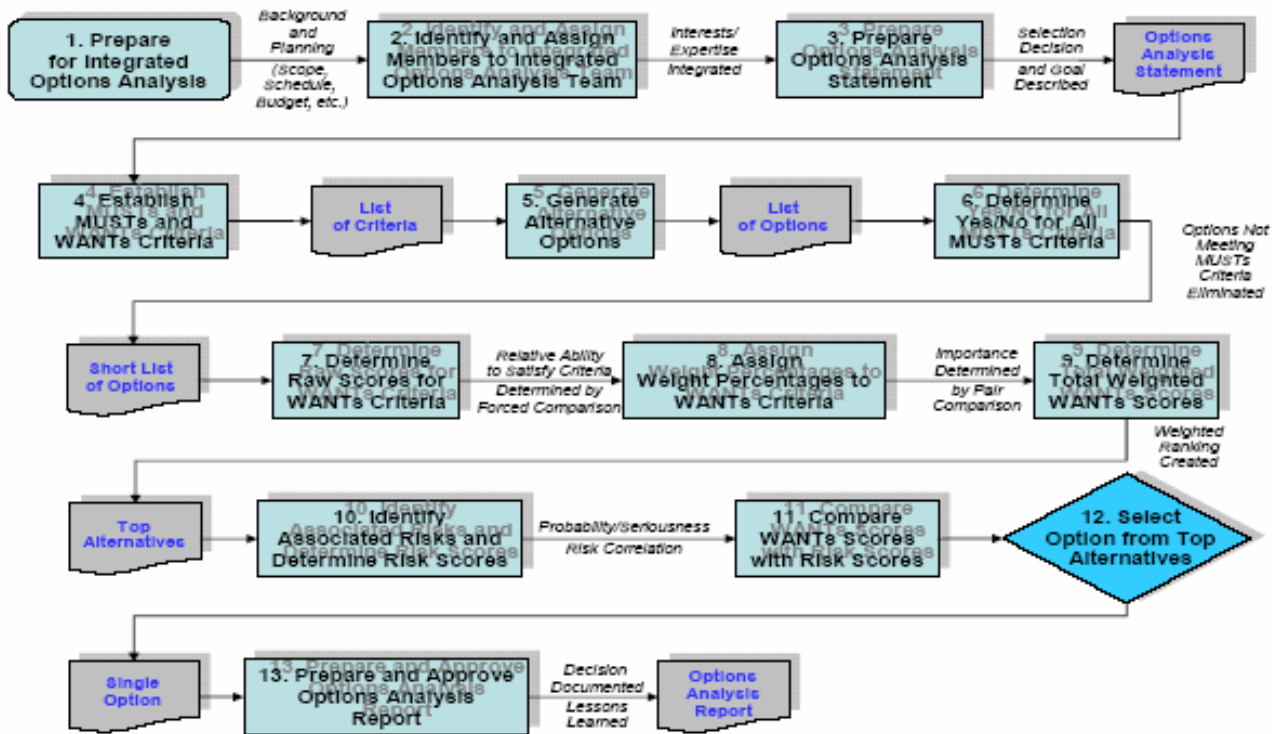 1. Prepare
for Integrated
Options Analysis
Background
and
Planning
(Scope,
Schedule,
Budget, etc.)
2. Identify and Assign
Members to Integrated
Options Analysis Team
Interests/
Expertise
Integrated
3. Prepare
Options Analysis
Statement
Selection
Decision
and Goal
Described
Options
Analysis
Statement
4. Establish
MUSTs and
WANTs Criteria
List
of Criteria
5. Generate
Alternative
Options
List
of Options
6. Determine
Yes/No for All
MUSTs Criteria
Options Not
Meeting
MUSTs
Criteria
Eliminated
Short List
of Options
7. Determine
Raw Scores for
WANTs Criteria
Relative Ability
to Satisfy Criteria
Determined by
Forced Comparison
8. Assign
Weight Percentages to
WANTs Criteria
Importance
Determined
by Pair
Comparison
9. Determine
Total Weighted
WANTs Scores
Weighted
Ranking
Created
Top
Alternatives
10. Identify
Associated Risks and
Determine Risk Scores
Probability/Seriousness
Risk Correlation
11. Compare
WANTs Scores
with Risk Scores
12. Select
Option from Top
Alternatives
Single
Option
13. Prepare and Approve
Options Analysis
Report
Decision
Documented
Lessons
Learned
Options
Analysis
Report